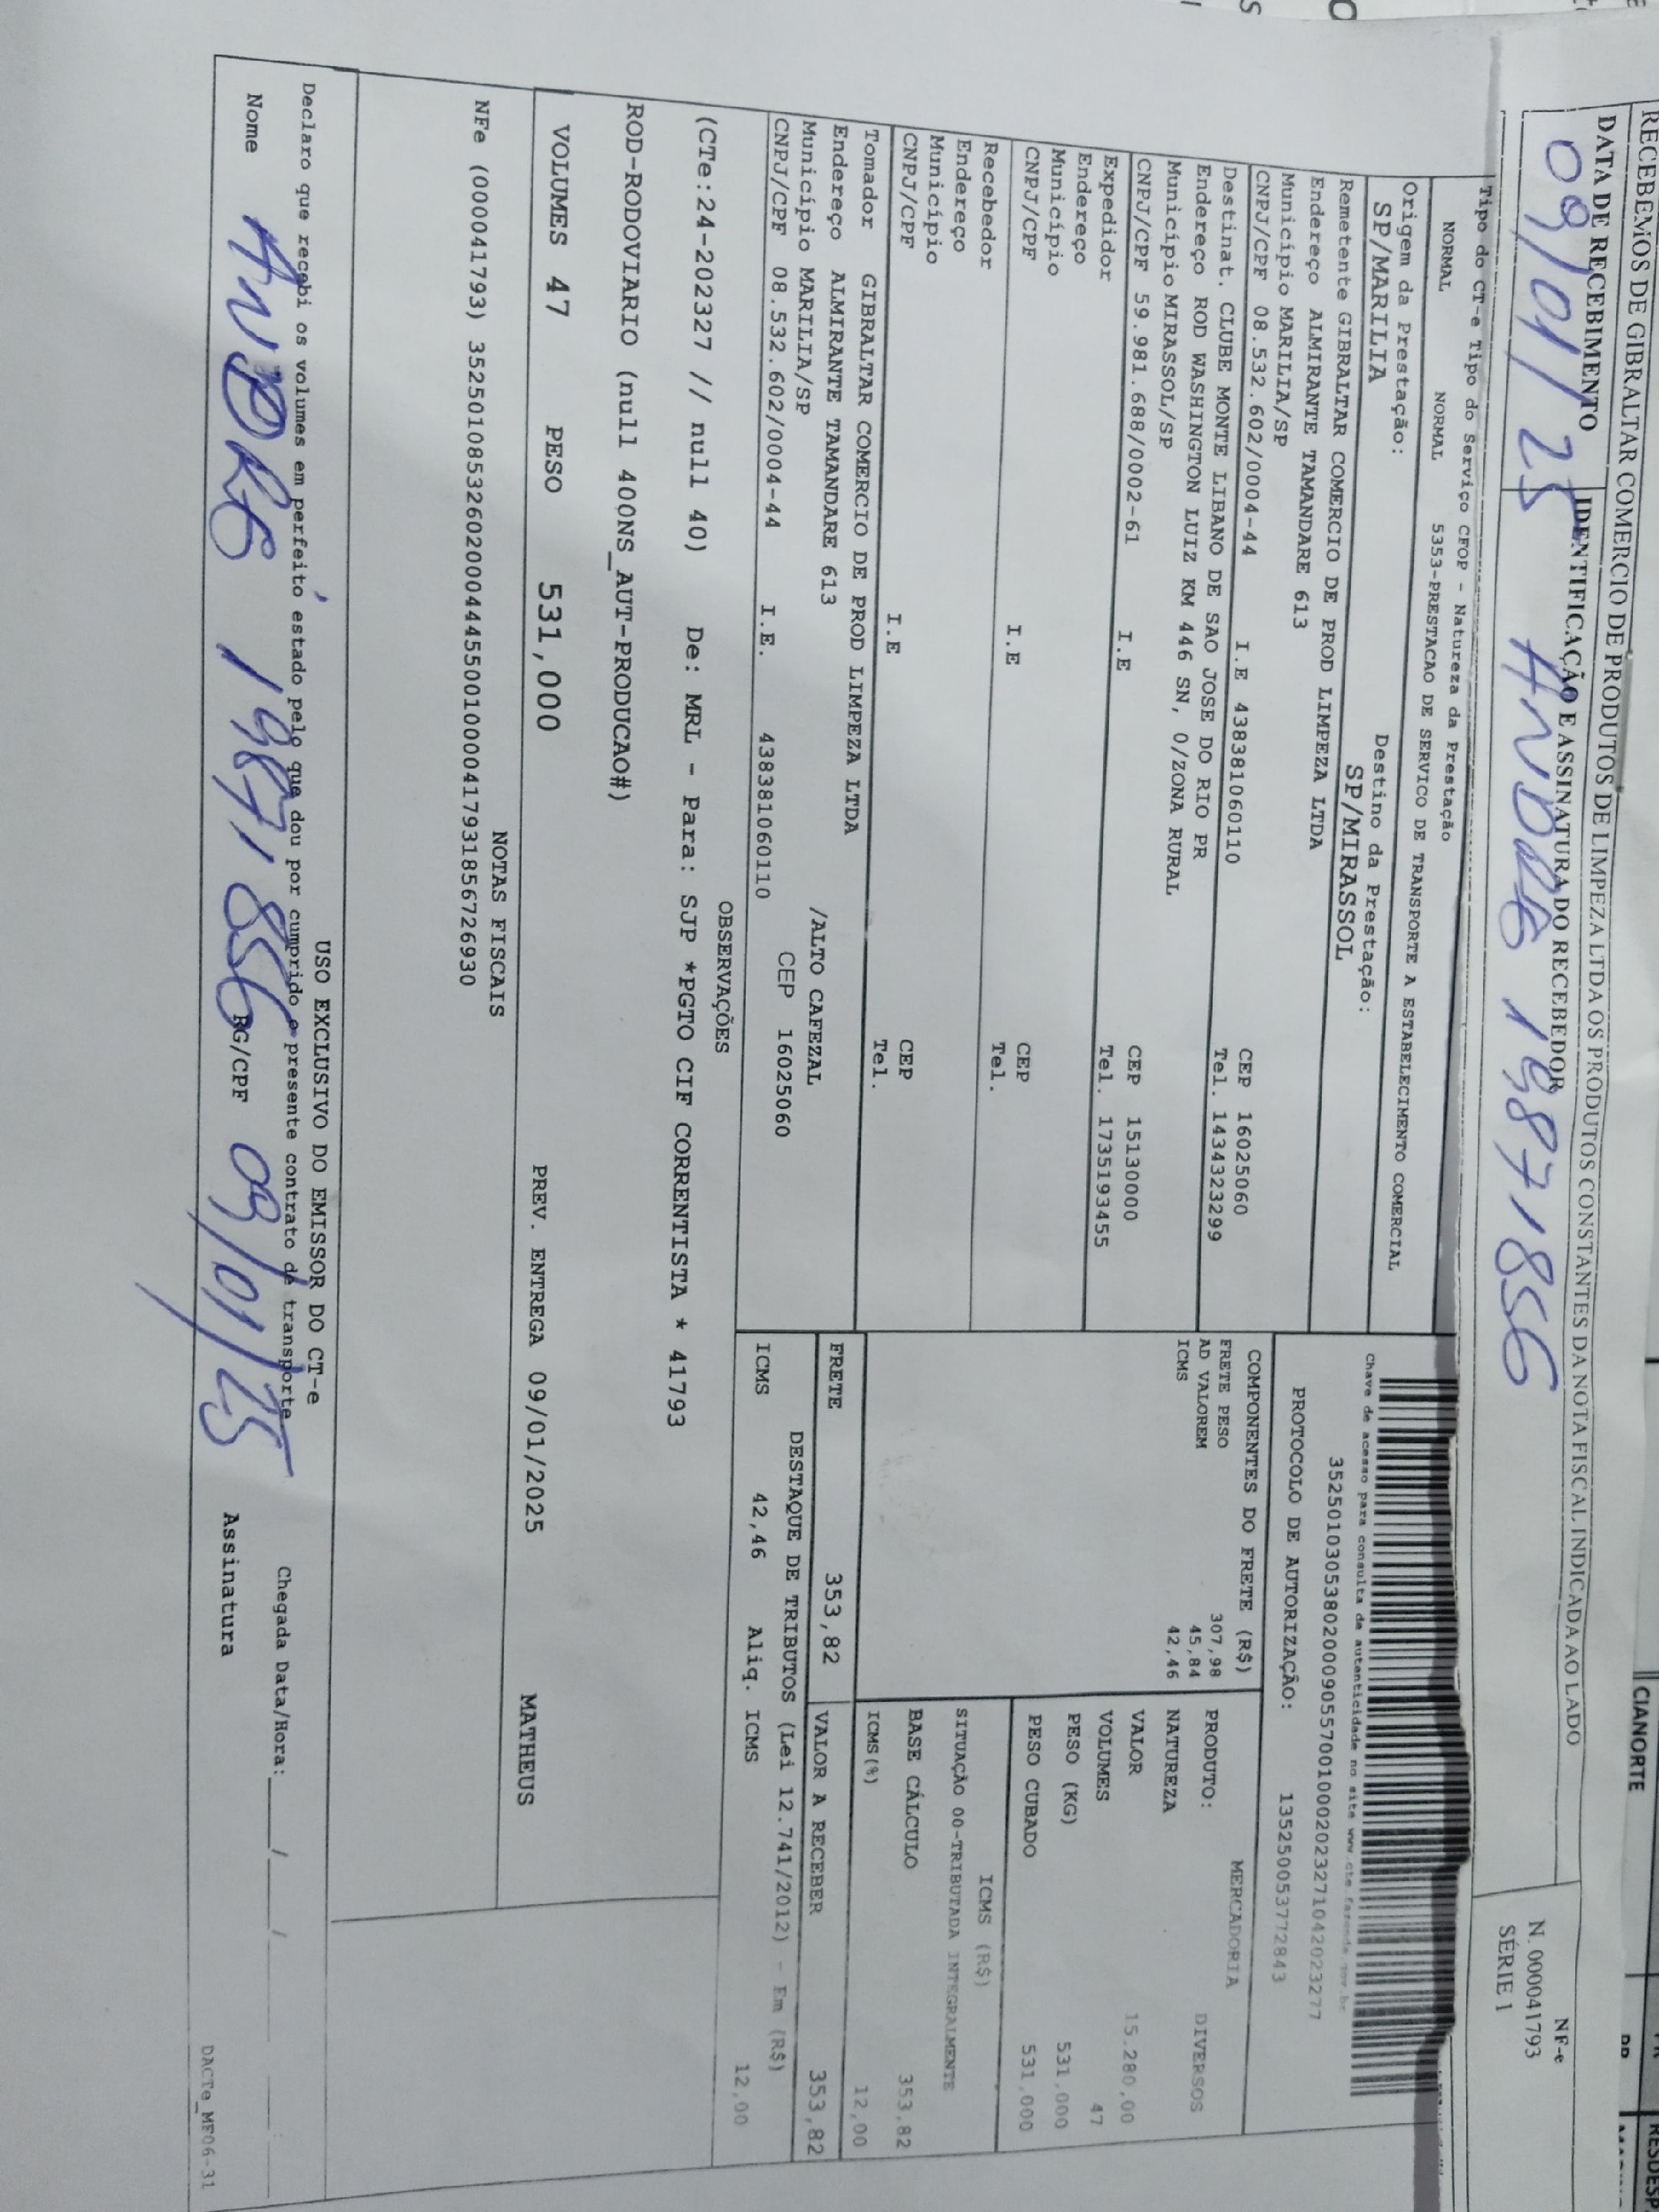 RECEBEMOS DE GIBRALTAR COMERCIO DE PRODUTOS DE LIMPEZA LTDA OS PRODUTOS CONSTANTES DA NOTA FISCAL INDICADA AO LADO
DATA DE RECEBIMENTO
IDENTIFICAÇÃO E ASSINATURA DO RECEBEDOR
09/01/25 ANDRE 19871856
NF-e
N. 000041793
SÉRIE 1
CIANORTE
Tipo do CT-e Tipo do Serviço CFOP - Natureza da Prestação
NORMAL NORMAL 5353-PRESTACAO DE SERVICO DE TRANSPORTE A ESTABELECIMENTO COMERCIAL
Origem da Prestação: Destino da Prestação:
SP/MARILIA SP/MIRASSOL
Remetente GIBRALTAR COMERCIO DE PROD LIMPEZA LTDA
Endereço ALMIRANTE TAMANDARE 613
Município MARILIA/SP CEP 16025060
CNPJ/CPF 08.532.602/0004-44 I.E 438381060110 Tel. 1434323299
Destinat. CLUBE MONTE LIBANO DE SAO JOSE DO RIO PR
Endereço ROD WASHINGTON LUIZ KM 446 SN, 0/ZONA RURAL
Município MIRASSOL/SP CEP 15130000
CNPJ/CPF 59.981.688/0002-61 I.E Tel. 1735193455
Expedidor
Endereço
Município CEP
CNPJ/CPF I.E Tel.
Recebedor
Endereço
Município CEP
CNPJ/CPF I.E Tel.
Tomador GIBRALTAR COMERCIO DE PROD LIMPEZA LTDA
Endereço ALMIRANTE TAMANDARE 613 /ALTO CAFEZAL
Município MARILIA/SP CEP 16025060
CNPJ/CPF 08.532.602/0004-44 I.E. 438381060110
Chave de acesso para consulta de autenticidade no site www.cte.fazenda.gov.br
35250103053802000905570010002023271042023277
PROTOCOLO DE AUTORIZAÇÃO: 135250053772843
COMPONENTES DO FRETE (R$)
FRETE PESO 307,98
AD VALOREM 45,84
ICMS 42,46
MERCADORIA
PRODUTO: DIVERSOS
NATUREZA
VALOR 15.280,00
VOLUMES 47
PESO (KG) 531,000
PESO CUBADO 531,000
ICMS (R$)
SITUAÇÃO 00-TRIBUTADA INTEGRALMENTE
BASE CÁLCULO 353,82
ICMS(%) 12,00
FRETE 353,82 VALOR A RECEBER 353,82
DESTAQUE DE TRIBUTOS (Lei 12.741/2012) - Em (R$)
ICMS 42,46 Aliq. ICMS 12,00
OBSERVAÇÕES
(CTe:24-202327 // null 40) De: MRL - Para: SJP *PGTO CIF CORRENTISTA * 41793
ROD-RODOVIARIO (null 400NS_AUT-PRODUCAO#)
VOLUMES 47 PESO 531,000 PREV. ENTREGA 09/01/2025 MATHEUS
NOTAS FISCAIS
NFe (000041793) 35250108532602000444550010000417931856726930
USO EXCLUSIVO DO EMISSOR DO CT-e
Declaro que recebi os volumes em perfeito estado pelo que dou por cumprido o presente contrato de transporte Chegada Data/Hora: / /
Nome ANDRE 19871856 RG/CPF 09/01/25 Assinatura
DACTe_MF06-31